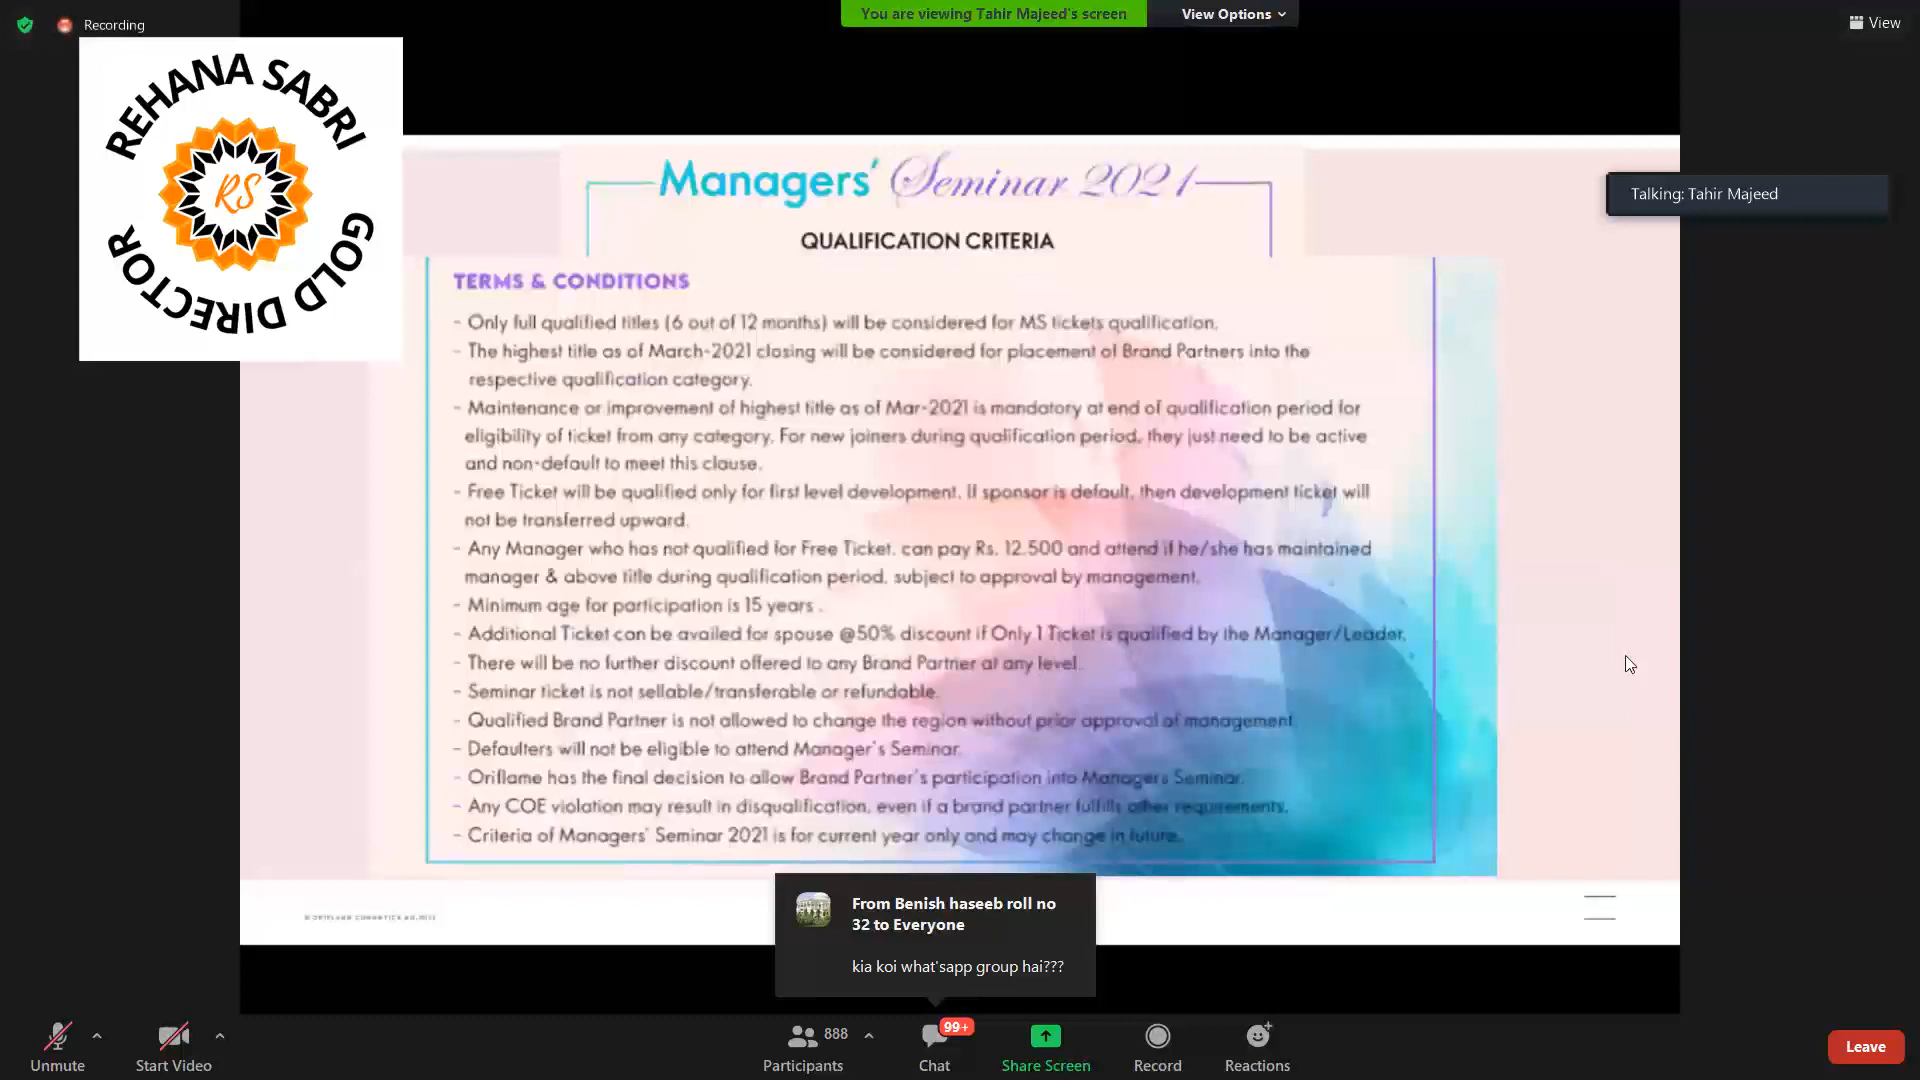 Recording
You are viewing Tahir Majeed's screen
View Options
View
REHANA SABRI
RS
GOLD DIRECTOR
Talking: Tahir Majeed
Managers' Seminar 2021
QUALIFICATION CRITERIA
TERMS & CONDITIONS
- Only full qualified titles (6 out of 12 months) will be considered for MS tickets qualification.
- The highest title as of March-2021 closing will be considered for placement of Brand Partners into the
respective qualification category.
- Maintenance or improvement of highest title as of Mar-2021 is mandatory at end of qualification period for
eligibility of ticket from any category. For new joiners during qualification period, they just need to be active
and non-default to meet this clause.
- Free Ticket will be qualified only for first level development. If sponsor is default, then development ticket will
not be transferred upward.
- Any Manager who has not qualified for Free Ticket, can pay Rs. 12,500 and attend if he/she has maintained
manager & above title during qualification period, subject to approval by management.
- Minimum age for participation is 15 years .
- Additional Ticket can be availed for spouse @50% discount if Only 1 Ticket is qualified by the Manager/Leader.
- There will be no further discount offered to any Brand Partner at any level.
- Seminar ticket is not sellable/transferable or refundable.
- Qualified Brand Partner is not allowed to change the region without prior approval of management.
- Defaulters will not be eligible to attend Manager's Seminar.
- Oriflame has the final decision to allow Brand Partner's participation into Managers Seminar.
- Any COE violation may result in disqualification, even if a brand partner fulfills other requirements.
- Criteria of Managers' Seminar 2021 is for current year only and may change in future.
From Benish haseeb roll no
32 to Everyone
kia koi what'sapp group hai???
Unmute
Start Video
888
Participants
99+
Chat
Share Screen
Record
Reactions
Leave